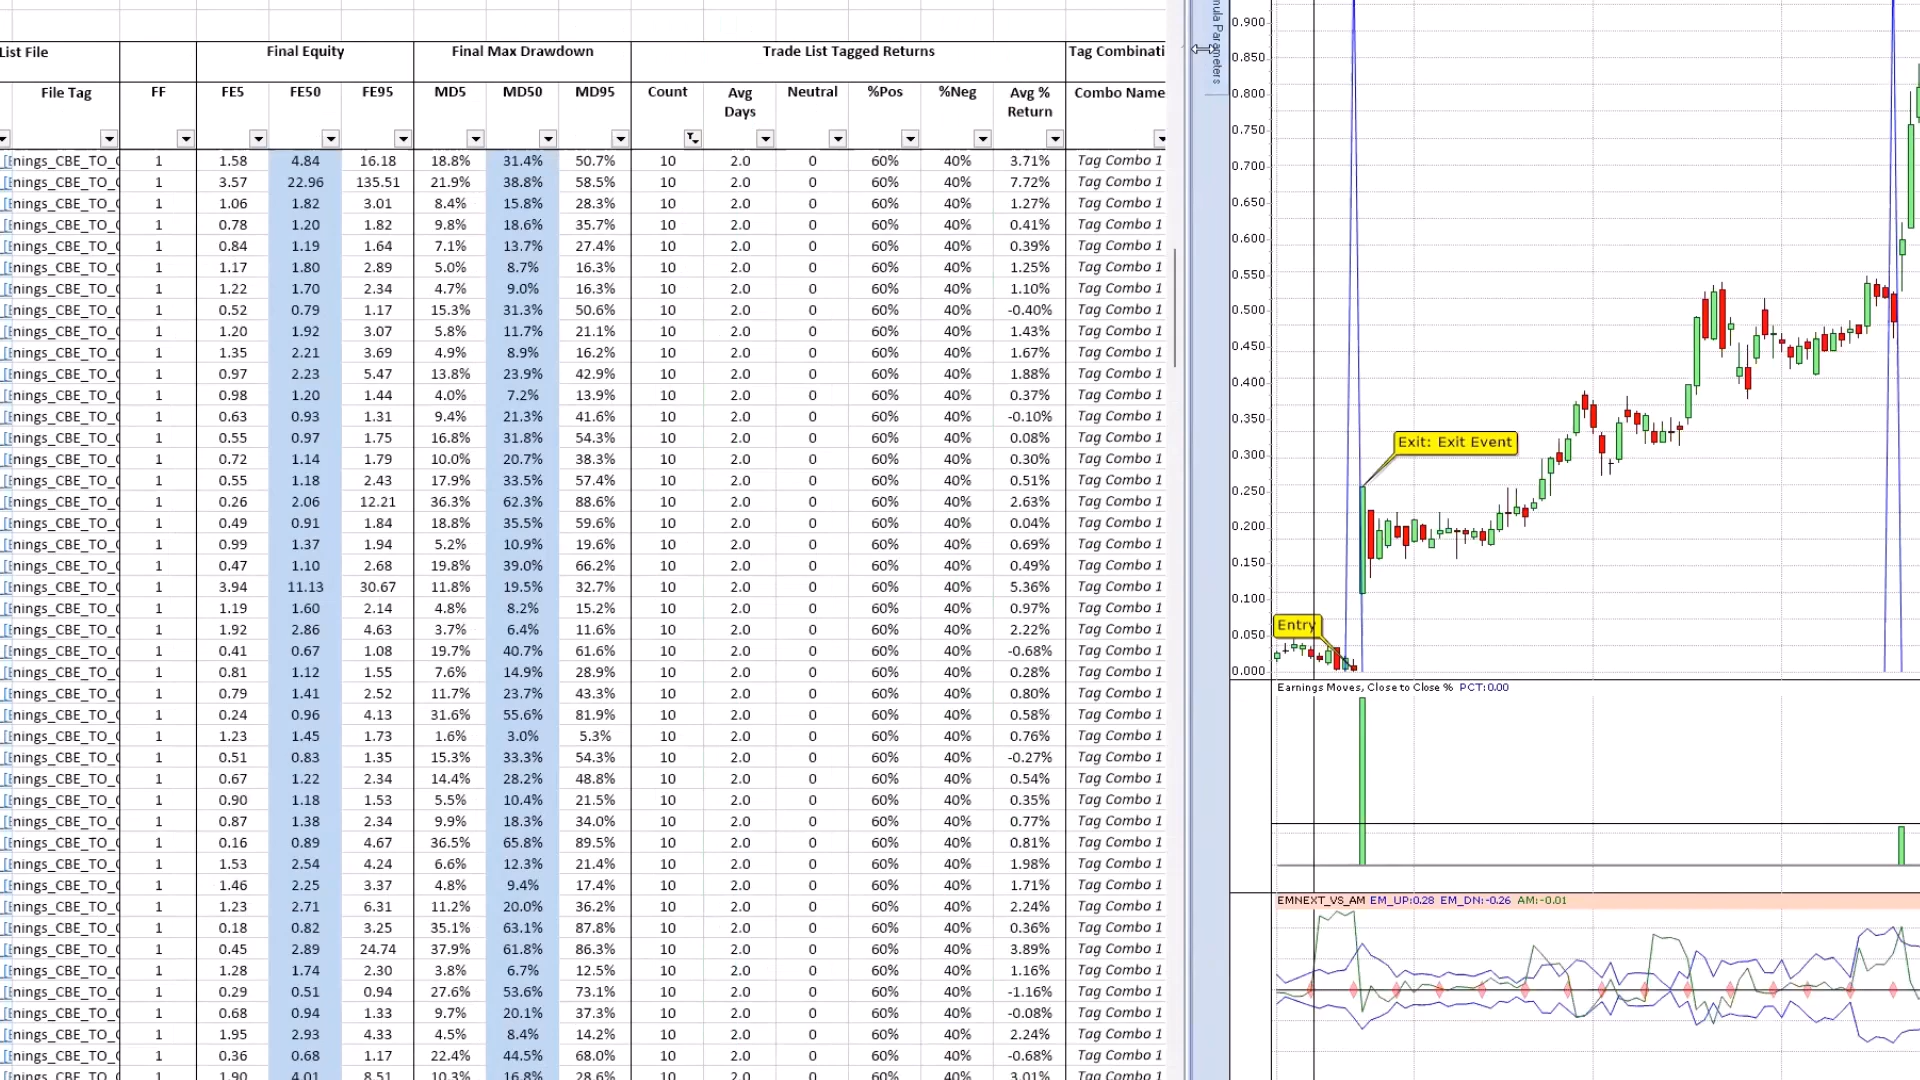 List File Final Equity Final Max Drawdown Trade List Tagged Returns Tag Combinati
File Tag FF FE5 FE50 FE95 MD5 MD50 MD95 Count Avg Days Neutral %Pos %Neg Avg % Return Combo Name
nings_CBE_TO_ 1 1.58 4.84 16.18 18.8% 31.4% 50.7% 10 2.0 0 60% 40% 3.71% Tag Combo 1
nings_CBE_TO_ 1 3.57 22.96 135.51 21.9% 38.8% 58.5% 10 2.0 0 60% 40% 7.72% Tag Combo 1
nings_CBE_TO_ 1 1.06 1.82 3.01 8.4% 15.8% 28.3% 10 2.0 0 60% 40% 1.27% Tag Combo 1
nings_CBE_TO_ 1 0.78 1.20 1.82 9.8% 18.6% 35.7% 10 2.0 0 60% 40% 0.41% Tag Combo 1
nings_CBE_TO_ 1 0.84 1.19 1.64 7.1% 13.7% 27.4% 10 2.0 0 60% 40% 0.39% Tag Combo 1
nings_CBE_TO_ 1 1.17 1.80 2.89 5.0% 8.7% 16.3% 10 2.0 0 60% 40% 1.25% Tag Combo 1
nings_CBE_TO_ 1 1.22 1.70 2.34 4.7% 9.0% 16.3% 10 2.0 0 60% 40% 1.10% Tag Combo 1
nings_CBE_TO_ 1 0.52 0.79 1.17 15.3% 31.3% 50.6% 10 2.0 0 60% 40% -0.40% Tag Combo 1
nings_CBE_TO_ 1 1.20 1.92 3.07 5.8% 11.7% 21.1% 10 2.0 0 60% 40% 1.43% Tag Combo 1
nings_CBE_TO_ 1 1.35 2.21 3.69 4.9% 8.9% 16.2% 10 2.0 0 60% 40% 1.67% Tag Combo 1
nings_CBE_TO_ 1 0.97 2.23 5.47 13.8% 23.9% 42.9% 10 2.0 0 60% 40% 1.88% Tag Combo 1
nings_CBE_TO_ 1 0.98 1.20 1.44 4.0% 7.2% 13.9% 10 2.0 0 60% 40% 0.37% Tag Combo 1
nings_CBE_TO_ 1 0.63 0.93 1.31 9.4% 21.3% 41.6% 10 2.0 0 60% 40% -0.10% Tag Combo 1
nings_CBE_TO_ 1 0.55 0.97 1.75 16.8% 31.8% 54.3% 10 2.0 0 60% 40% 0.08% Tag Combo 1
nings_CBE_TO_ 1 0.72 1.14 1.79 10.0% 20.7% 38.3% 10 2.0 0 60% 40% 0.30% Tag Combo 1
nings_CBE_TO_ 1 0.55 1.18 2.43 17.9% 33.5% 57.4% 10 2.0 0 60% 40% 0.51% Tag Combo 1
nings_CBE_TO_ 1 0.26 2.06 12.21 36.3% 62.3% 88.6% 10 2.0 0 60% 40% 2.63% Tag Combo 1
nings_CBE_TO_ 1 0.49 0.91 1.84 18.8% 35.5% 59.6% 10 2.0 0 60% 40% 0.04% Tag Combo 1
nings_CBE_TO_ 1 0.99 1.37 1.94 5.2% 10.9% 19.6% 10 2.0 0 60% 40% 0.69% Tag Combo 1
nings_CBE_TO_ 1 0.47 1.10 2.68 19.8% 39.0% 66.2% 10 2.0 0 60% 40% 0.49% Tag Combo 1
nings_CBE_TO_ 1 3.94 11.13 30.67 11.8% 19.5% 32.7% 10 2.0 0 60% 40% 5.36% Tag Combo 1
nings_CBE_TO_ 1 1.19 1.60 2.14 4.8% 8.2% 15.2% 10 2.0 0 60% 40% 0.97% Tag Combo 1
nings_CBE_TO_ 1 1.92 2.86 4.63 3.7% 6.4% 11.6% 10 2.0 0 60% 40% 2.22% Tag Combo 1
nings_CBE_TO_ 1 0.41 0.67 1.08 19.7% 40.7% 61.6% 10 2.0 0 60% 40% -0.68% Tag Combo 1
nings_CBE_TO_ 1 0.81 1.12 1.55 7.6% 14.9% 28.9% 10 2.0 0 60% 40% 0.28% Tag Combo 1
nings_CBE_TO_ 1 0.79 1.41 2.52 11.7% 23.7% 43.3% 10 2.0 0 60% 40% 0.80% Tag Combo 1
nings_CBE_TO_ 1 0.24 0.96 4.13 31.6% 55.6% 81.9% 10 2.0 0 60% 40% 0.58% Tag Combo 1
nings_CBE_TO_ 1 1.23 1.45 1.73 1.6% 3.0% 5.3% 10 2.0 0 60% 40% 0.76% Tag Combo 1
nings_CBE_TO_ 1 0.51 0.83 1.35 15.3% 33.3% 54.3% 10 2.0 0 60% 40% -0.27% Tag Combo 1
nings_CBE_TO_ 1 0.67 1.22 2.34 14.4% 28.2% 48.8% 10 2.0 0 60% 40% 0.54% Tag Combo 1
nings_CBE_TO_ 1 0.90 1.18 1.53 5.5% 10.4% 21.5% 10 2.0 0 60% 40% 0.35% Tag Combo 1
nings_CBE_TO_ 1 0.87 1.38 2.34 9.9% 18.3% 34.0% 10 2.0 0 60% 40% 0.77% Tag Combo 1
nings_CBE_TO_ 1 0.16 0.89 4.67 36.5% 65.8% 89.5% 10 2.0 0 60% 40% 0.81% Tag Combo 1
nings_CBE_TO_ 1 1.53 2.54 4.24 6.6% 12.3% 21.4% 10 2.0 0 60% 40% 1.98% Tag Combo 1
nings_CBE_TO_ 1 1.46 2.25 3.37 4.8% 9.4% 17.4% 10 2.0 0 60% 40% 1.71% Tag Combo 1
nings_CBE_TO_ 1 1.23 2.71 6.31 11.2% 20.0% 36.2% 10 2.0 0 60% 40% 2.24% Tag Combo 1
nings_CBE_TO_ 1 0.18 0.82 3.25 35.1% 63.1% 87.8% 10 2.0 0 60% 40% 0.36% Tag Combo 1
nings_CBE_TO_ 1 0.45 2.89 24.74 37.9% 61.8% 86.3% 10 2.0 0 60% 40% 3.89% Tag Combo 1
nings_CBE_TO_ 1 1.28 1.74 2.30 3.8% 6.7% 12.5% 10 2.0 0 60% 40% 1.16% Tag Combo 1
nings_CBE_TO_ 1 0.29 0.51 0.94 27.6% 53.6% 73.1% 10 2.0 0 60% 40% -1.16% Tag Combo 1
nings_CBE_TO_ 1 0.68 0.94 1.33 9.7% 20.1% 37.3% 10 2.0 0 60% 40% -0.08% Tag Combo 1
nings_CBE_TO_ 1 1.95 2.93 4.33 4.5% 8.4% 14.2% 10 2.0 0 60% 40% 2.24% Tag Combo 1
nings_CBE_TO_ 1 0.36 0.68 1.17 22.4% 44.5% 68.0% 10 2.0 0 60% 40% -0.68% Tag Combo 1
nings_CBE_TO_ 1 1.90 4.01 8.51 10.3% 16.8% 28.6% 10 2.0 0 60% 40% 3.01% Tag Combo 1
mula Parameters
0.900
0.850
0.800
0.750
0.700
0.650
0.600
0.550
0.500
0.450
0.400
0.350
0.300
0.250
0.200
0.150
0.100
0.050
0.000
Exit: Exit Event
Entry
Earnings Moves, Close to Close % PCT:0.00
EMNEXT_VS_AM EM_UP:0.28 EM_DN:-0.26 AM:-0.01